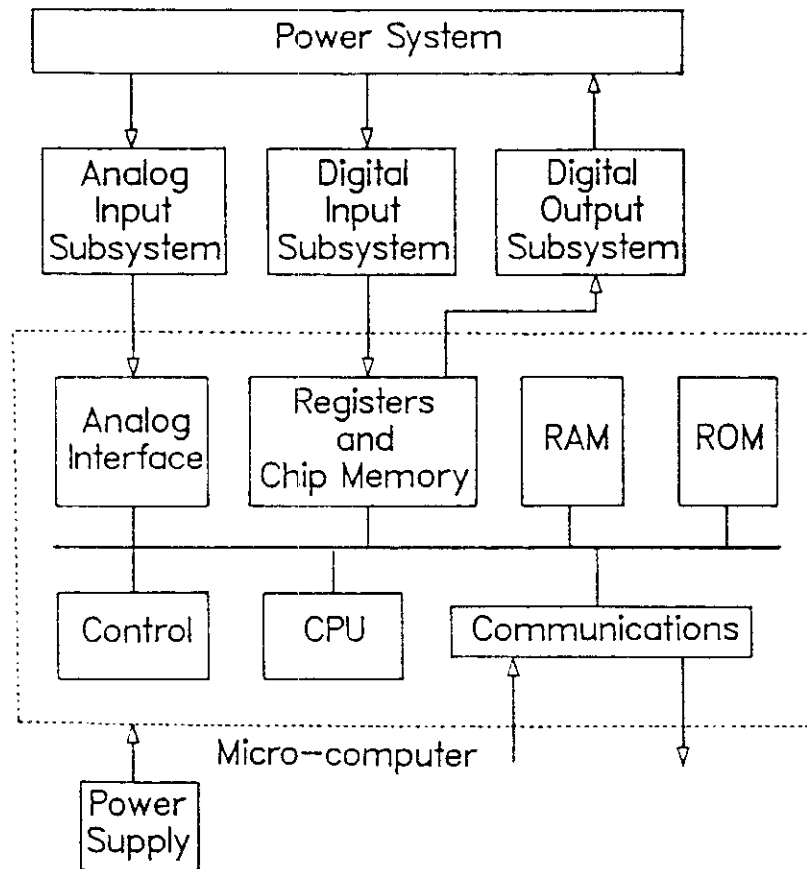 Power System
Analog
Input
Subsystem
Digital
Input
Subsystem
Digital
Output
Subsystem
Analog
Interface
Registers
and
Chip Memory
RAM
ROM
Control
CPU
Communications
Micro-computer
Power
Supply